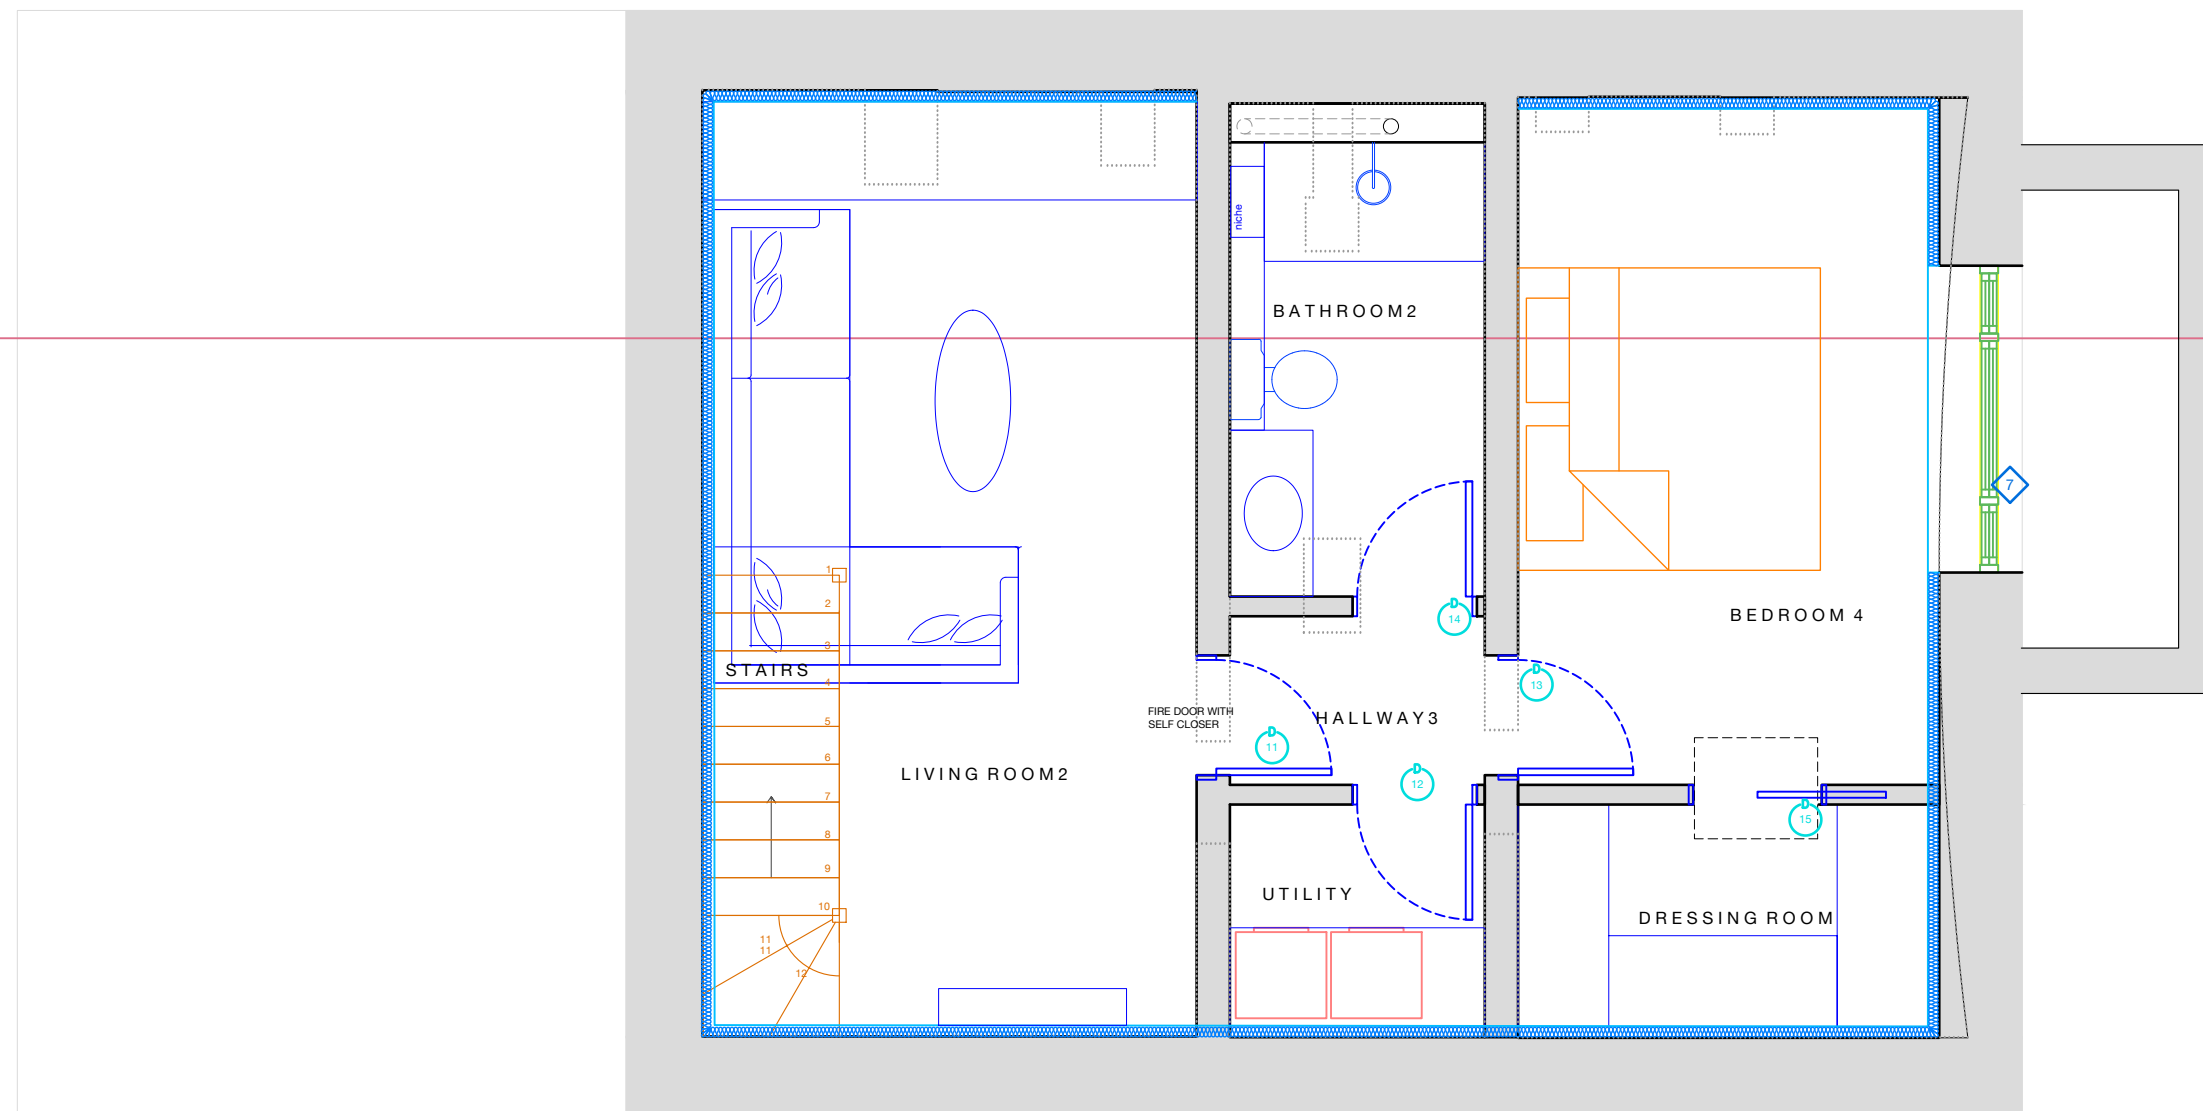 niche
BATHROOM2
7
1
2
3
4
5
6
7
8
9
10
11
11
12
STAIRS
BEDROOM 4
D
14
D
13
FIRE DOOR WITH
SELF CLOSER
HALLWAY3
D
11
D
12
LIVING ROOM2
D
15
UTILITY
DRESSING ROOM